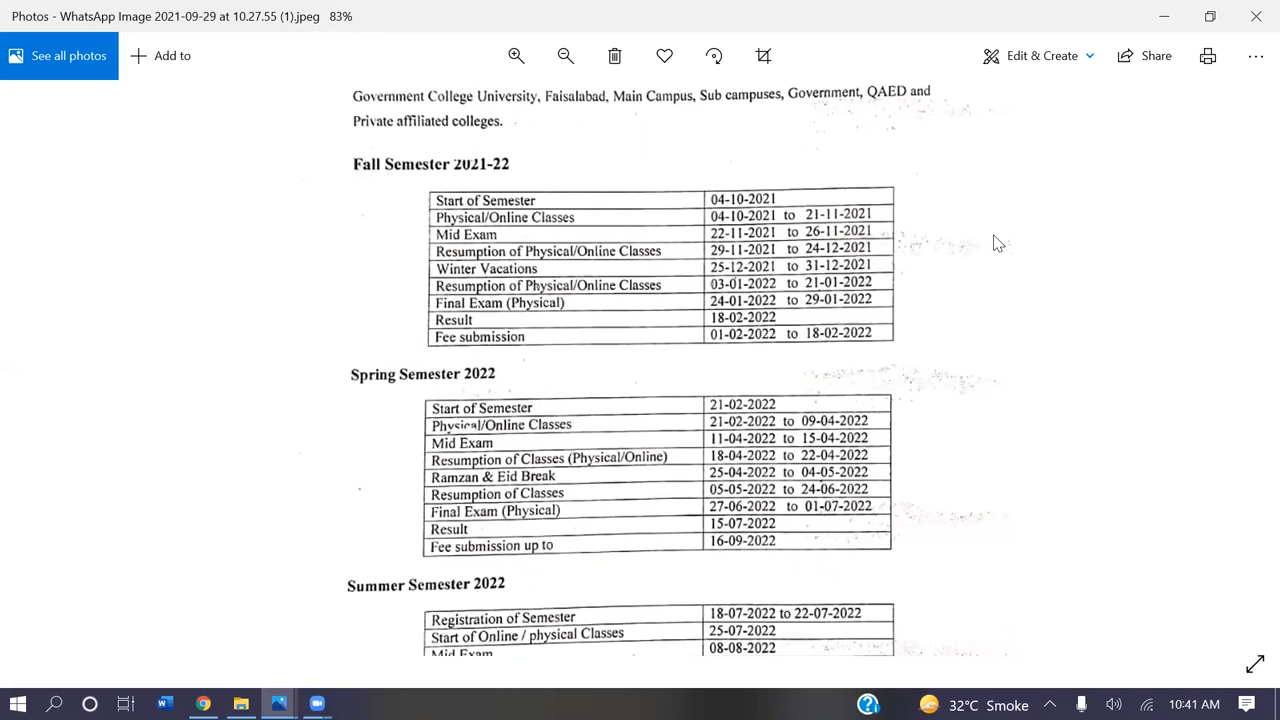 Photos - WhatsApp Image 2021-09-29 at 10.27.55 (1).jpeg 83%
See all photos
Add to
Edit & Create
Share
Government College University, Faisalabad, Main Campus, Sub campuses, Government, QAED and
Private affiliated colleges.
Fall Semester 2021-22
Start of Semester 04-10-2021
Physical/Online Classes 04-10-2021 to 21-11-2021
Mid Exam 22-11-2021 to 26-11-2021
Resumption of Physical/Online Classes 29-11-2021 to 24-12-2021
Winter Vacations 25-12-2021 to 31-12-2021
Resumption of Physical/Online Classes 03-01-2022 to 21-01-2022
Final Exam (Physical) 24-01-2022 to 29-01-2022
Result 18-02-2022
Fee submission 01-02-2022 to 18-02-2022
Spring Semester 2022
Start of Semester 21-02-2022
Physical/Online Classes 21-02-2022 to 09-04-2022
Mid Exam 11-04-2022 to 15-04-2022
Resumption of Classes (Physical/Online) 18-04-2022 to 22-04-2022
Ramzan & Eid Break 25-04-2022 to 04-05-2022
Resumption of Classes 05-05-2022 to 24-06-2022
Final Exam (Physical) 27-06-2022 to 01-07-2022
Result 15-07-2022
Fee submission up to 16-09-2022
Summer Semester 2022
Registration of Semester 18-07-2022 to 22-07-2022
Start of Online / physical Classes 25-07-2022
Mid Exam 08-08-2022
32°C Smoke
10:41 AM